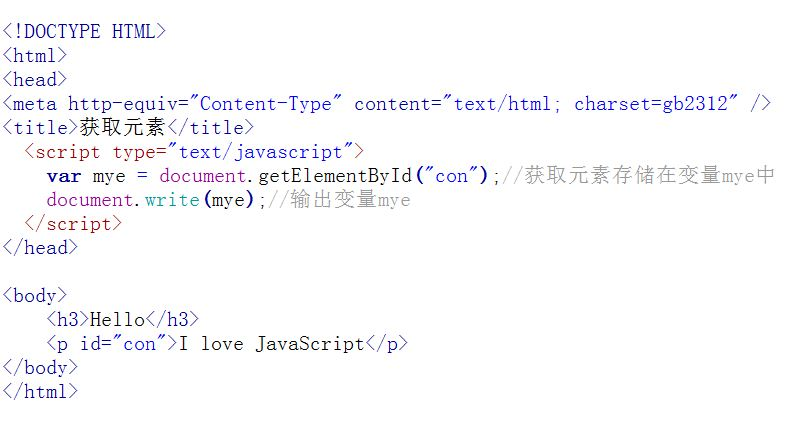 <!DOCTYPE HTML>
<html>
<head>
<meta http-equiv="Content-Type" content="text/html; charset=gb2312" />
<title>获取元素</title>
  <script type="text/javascript">
    var mye = document.getElementById("con");//获取元素存储在变量mye中
    document.write(mye);//输出变量mye
  </script>
</head>
<body>
    <h3>Hello</h3>
    <p id="con">I love JavaScript</p>
</body>
</html>